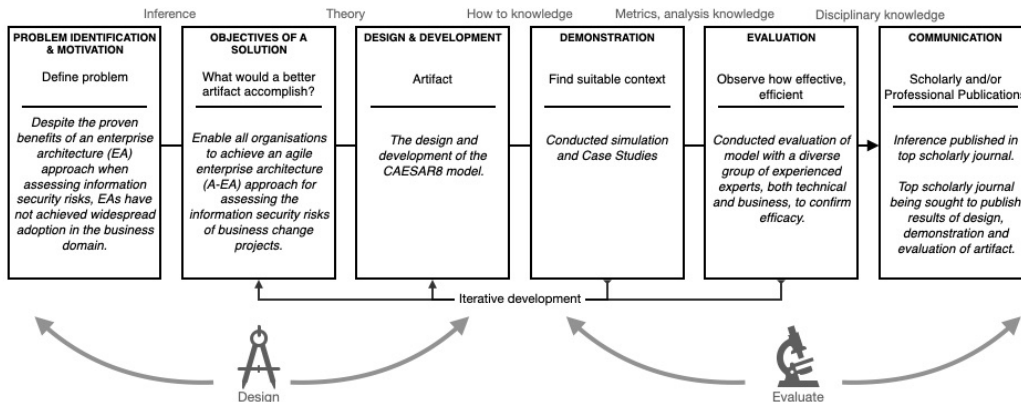 Inference
Theory
How to knowledge
Metrics, analysis knowledge
Disciplinary knowledge
PROBLEM IDENTIFICATION
& MOTIVATION
Define problem
Despite the proven
benefits of an enterprise
architecture (EA)
approach when
assessing information
security risks, EAs have
not achieved widespread
adoption in the business
domain.
OBJECTIVES OF A
SOLUTION
What would a better
artifact accomplish?
Enable all organisations
to achieve an agile
enterprise architecture
(A-EA) approach for
assessing the
information security risks
of business change
projects.
DESIGN & DEVELOPMENT
Artifact
The design and
development of the
CAESAR8 model.
DEMONSTRATION
Find suitable context
Conducted simulation
and Case Studies
EVALUATION
Observe how effective,
efficient
Conducted evaluation of
model with a diverse
group of experienced
experts, both technical
and business, to confirm
efficacy.
COMMUNICATION
Scholarly and/or
Professional Publications
Inference published in
top scholarly journal.
Top scholarly journal
being sought to publish
results of design,
demonstration and
evaluation of artifact.
Iterative development
Design
Evaluate